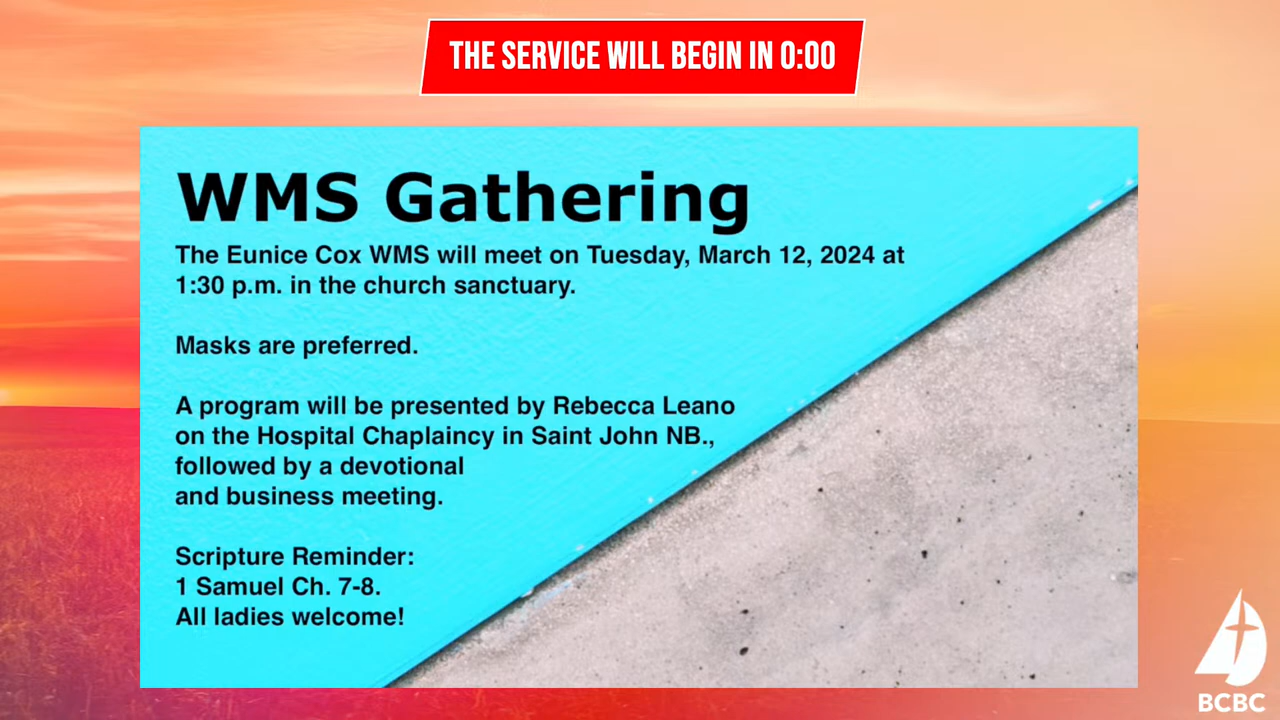 THE SERVICE WILL BEGIN IN 0:00
WMS Gathering
The Eunice Cox WMS will meet on Tuesday, March 12, 2024 at
1:30 p.m. in the church sanctuary.
Masks are preferred.
A program will be presented by Rebecca Leano
on the Hospital Chaplaincy in Saint John NB.,
followed by a devotional
and business meeting.
Scripture Reminder:
1 Samuel Ch. 7-8.
All ladies welcome!
BCBC